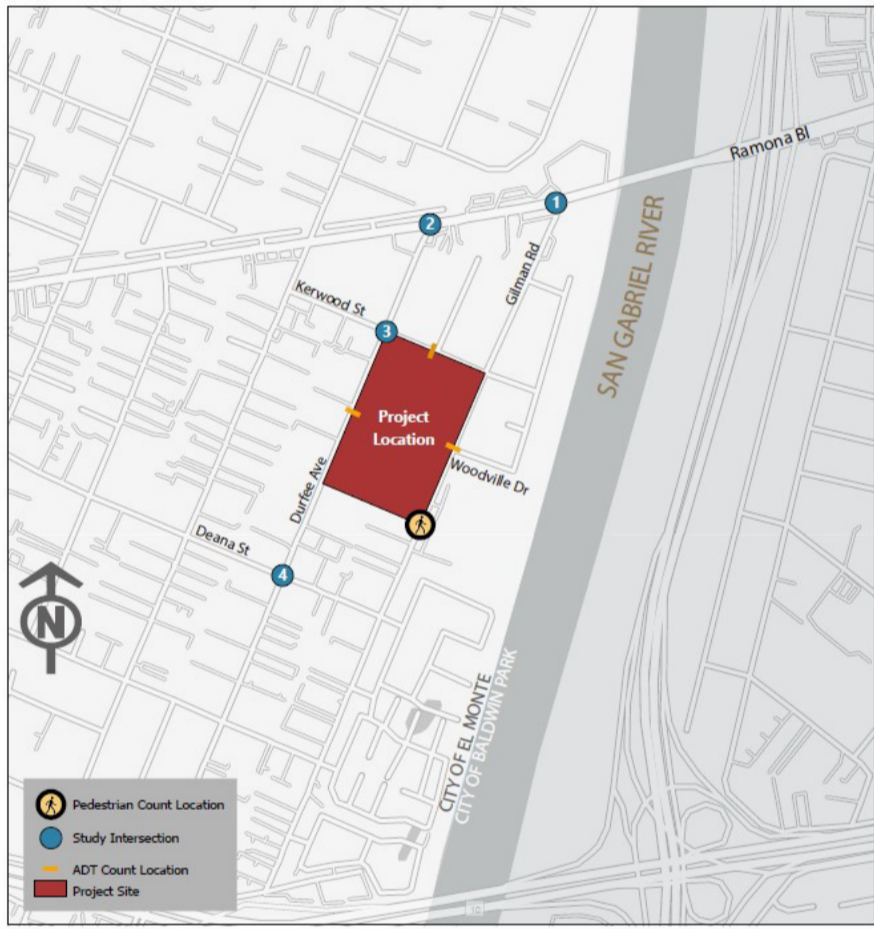 Ramona Bl
1
2
SAN GABRIEL RIVER
Gilman Rd
Kerwood St
3
Project
Location
Woodville Dr
Durfee Ave
Deana St
4
N
CITY OF EL MONTE
CITY OF BALDWIN PARK
Pedestrian Count Location
Study Intersection
ADT Count Location
Project Site
10